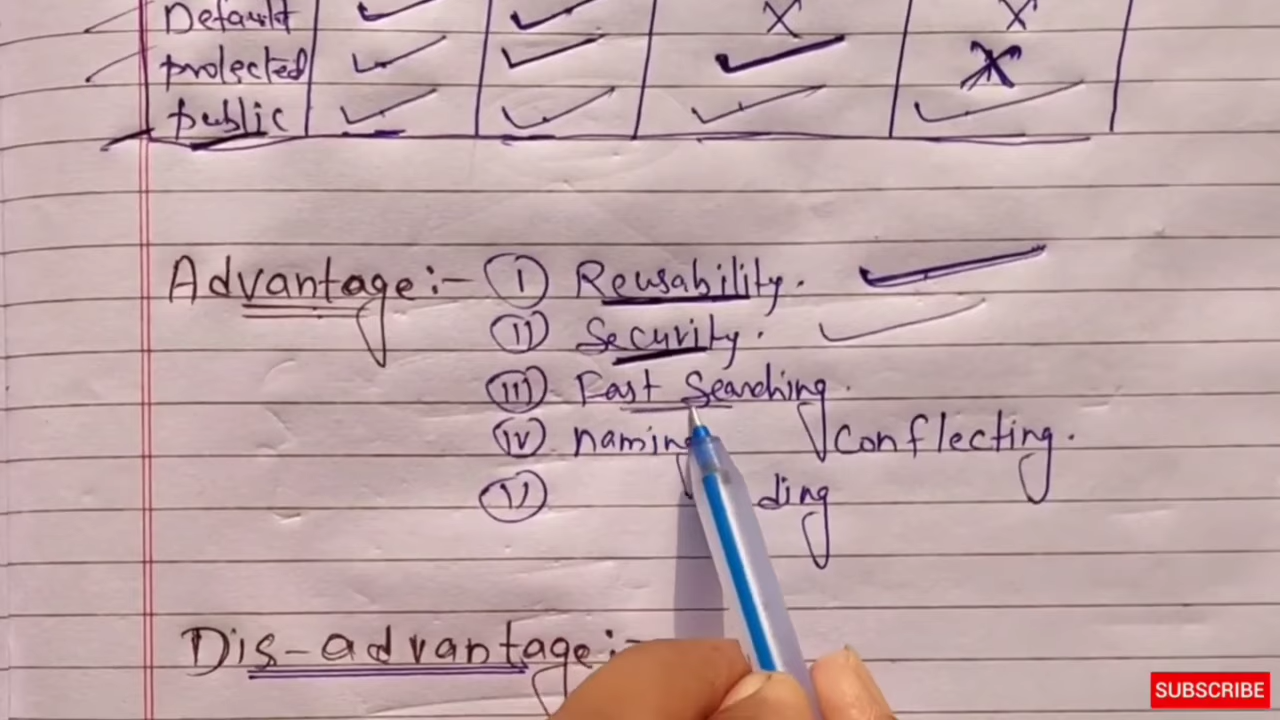 Default ✓ ✓ X X
protected ✓ ✓ ✓ X
public ✓ ✓ ✓ ✓
Advantage:- (i) Reusability. ✓
(ii) Security. ✓
(iii) Fast Searching.
(iv) naming Conflecting.
(v) ding
Dis-advantage:-
SUBSCRIBE